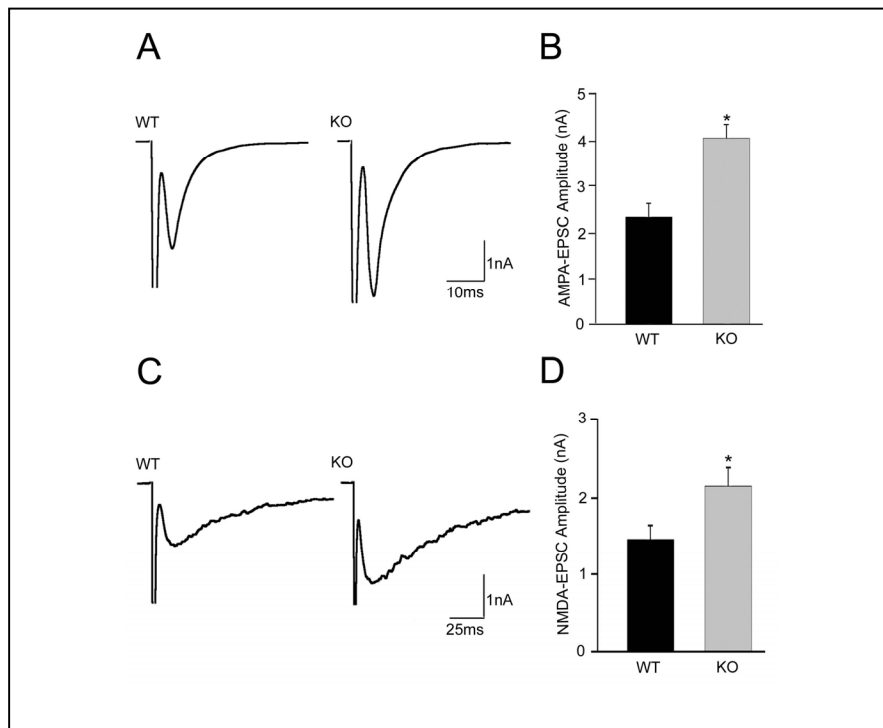 A
WT
KO
1nA
10ms
B
AMPA-EPSC Amplitude (nA)
5
4
3
2
1
0
*
WT
KO
C
WT
KO
1nA
25ms
D
NMDA-EPSC Amplitude (nA)
3
2
1
0
*
WT
KO